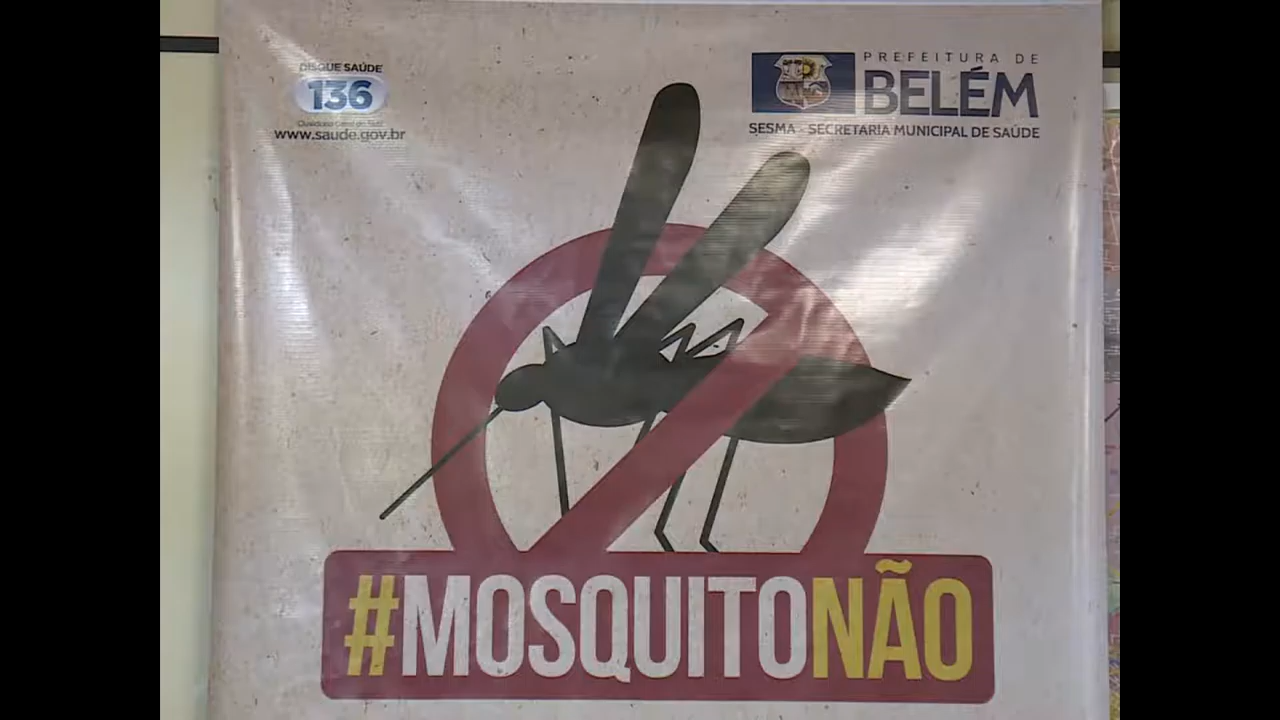 DISQUE SAÚDE
136
Ouvidoria Geral do SUS
www.saude.gov.br
PREFEITURA DE
BELÉM
SESMA - SECRETARIA MUNICIPAL DE SAÚDE
#MOSQUITONÃO